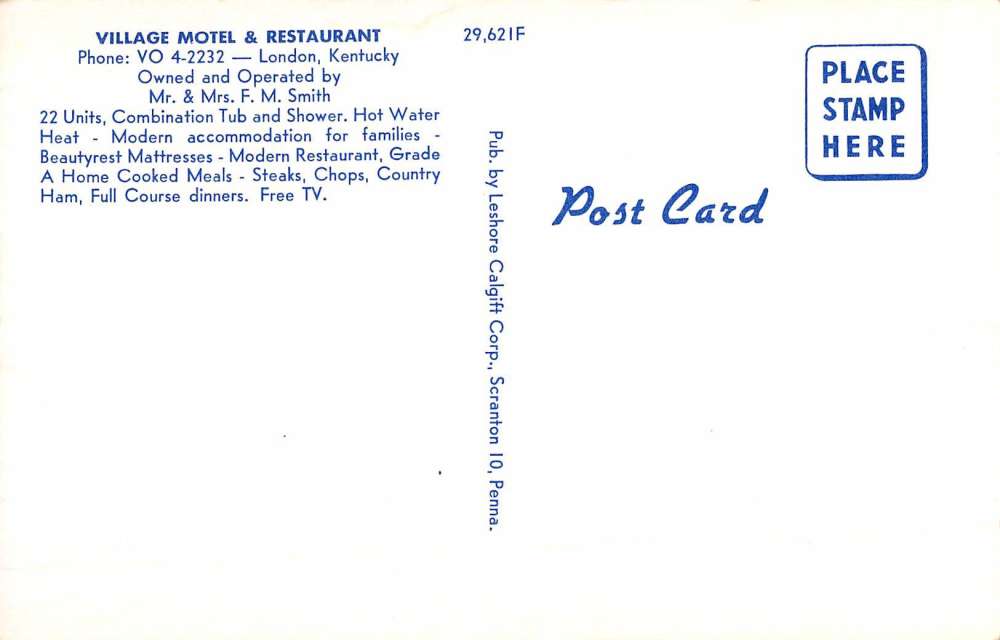 VILLAGE MOTEL & RESTAURANT
Phone: VO 4-2232 — London, Kentucky
Owned and Operated by
Mr. & Mrs. F. M. Smith
22 Units, Combination Tub and Shower. Hot Water
Heat - Modern accommodation for families -
Beautyrest Mattresses - Modern Restaurant, Grade
A Home Cooked Meals - Steaks, Chops, Country
Ham, Full Course dinners. Free TV.
29,621F
Pub. by Leshore Calgift Corp., Scranton 10, Penna.
Post Card
PLACE
STAMP
HERE